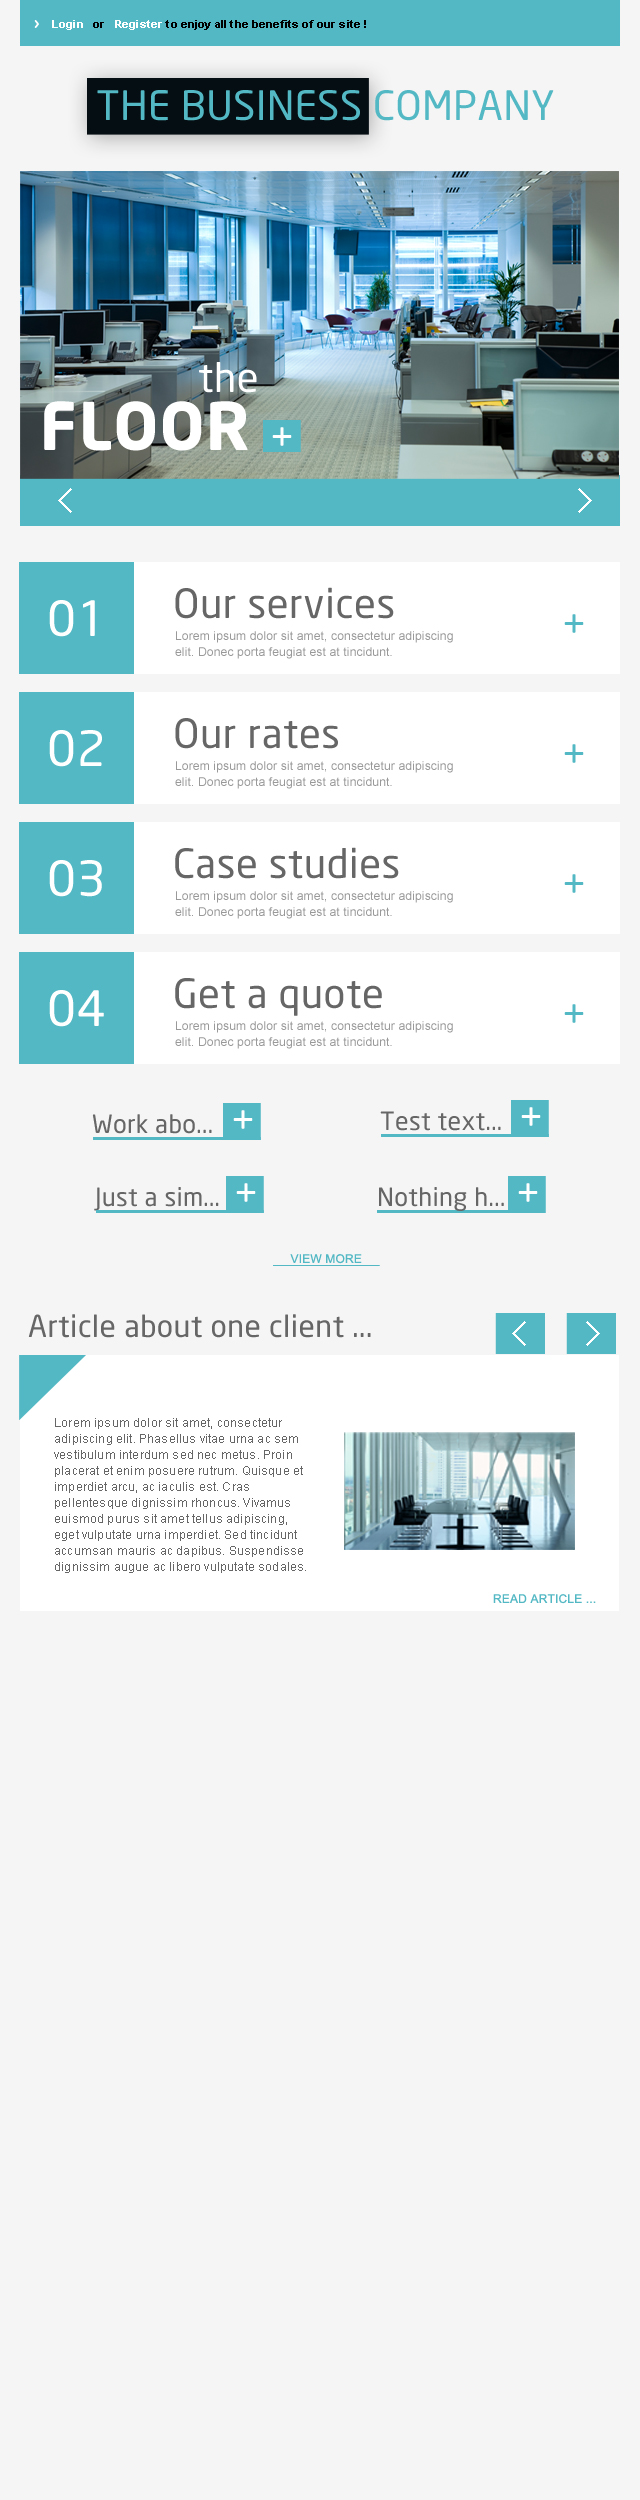 › Login or Register to enjoy all the benefits of our site !
THE BUSINESS COMPANY
the
FLOOR +
01
Our services
Lorem ipsum dolor sit amet, consectetur adipiscing
elit. Donec porta feugiat est at tincidunt.
+
02
Our rates
Lorem ipsum dolor sit amet, consectetur adipiscing
elit. Donec porta feugiat est at tincidunt.
+
03
Case studies
Lorem ipsum dolor sit amet, consectetur adipiscing
elit. Donec porta feugiat est at tincidunt.
+
04
Get a quote
Lorem ipsum dolor sit amet, consectetur adipiscing
elit. Donec porta feugiat est at tincidunt.
+
Work abo... +
Test text... +
Just a sim... +
Nothing h... +
VIEW MORE
Article about one client ...
Lorem ipsum dolor sit amet, consectetur
adipiscing elit. Phasellus vitae urna ac sem
vestibulum interdum sed nec metus. Proin
placerat et enim posuere rutrum. Quisque et
imperdiet arcu, ac iaculis est. Cras
pellentesque dignissim rhoncus. Vivamus
euismod purus sit amet tellus adipiscing,
eget vulputate urna imperdiet. Sed tincidunt
accumsan mauris ac dapibus. Suspendisse
dignissim augue ac libero vulputate sodales.
READ ARTICLE ...